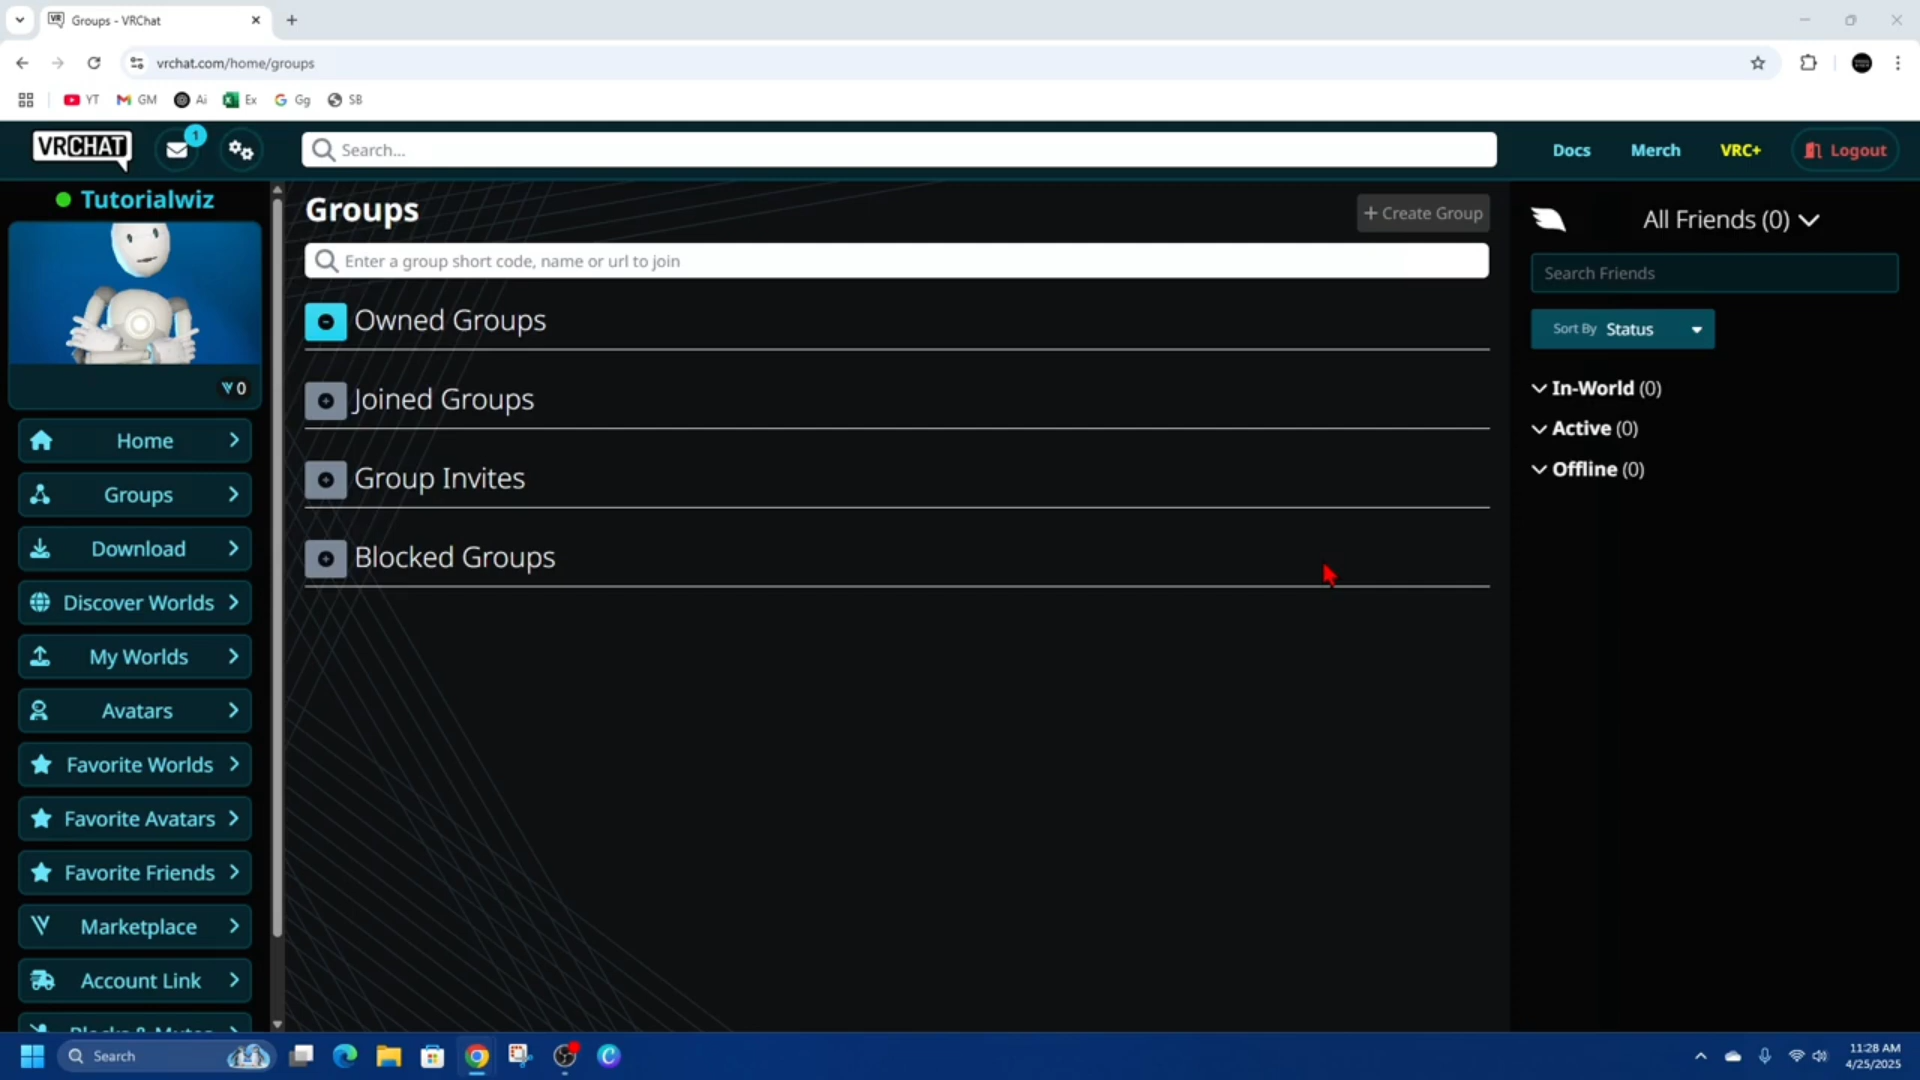 Groups - VRChat
vrchat.com/home/groups
YT
GM
Ai
Ex
Gg
SB
VRCHAT
1
Search...
Docs
Merch
VRC+
Logout
Tutorialwiz
0
Home
Groups
Download
Discover Worlds
My Worlds
Avatars
Favorite Worlds
Favorite Avatars
Favorite Friends
Marketplace
Account Link
Blocks & Mutes
Groups
+ Create Group
Enter a group short code, name or url to join
Owned Groups
Joined Groups
Group Invites
Blocked Groups
All Friends (0)
Search Friends
Sort By Status
In-World (0)
Active (0)
Offline (0)
Search
11:28 AM
4/25/2025